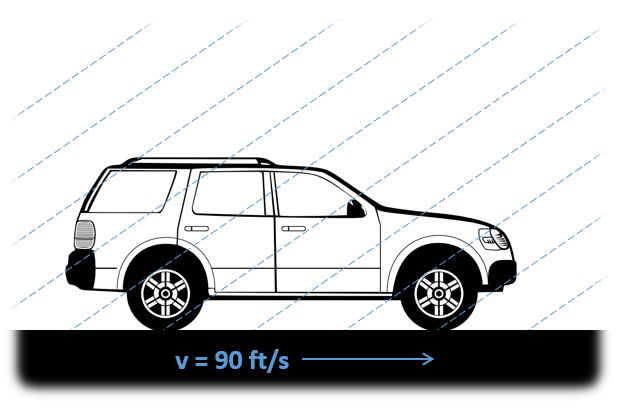 v = 90 ft/s